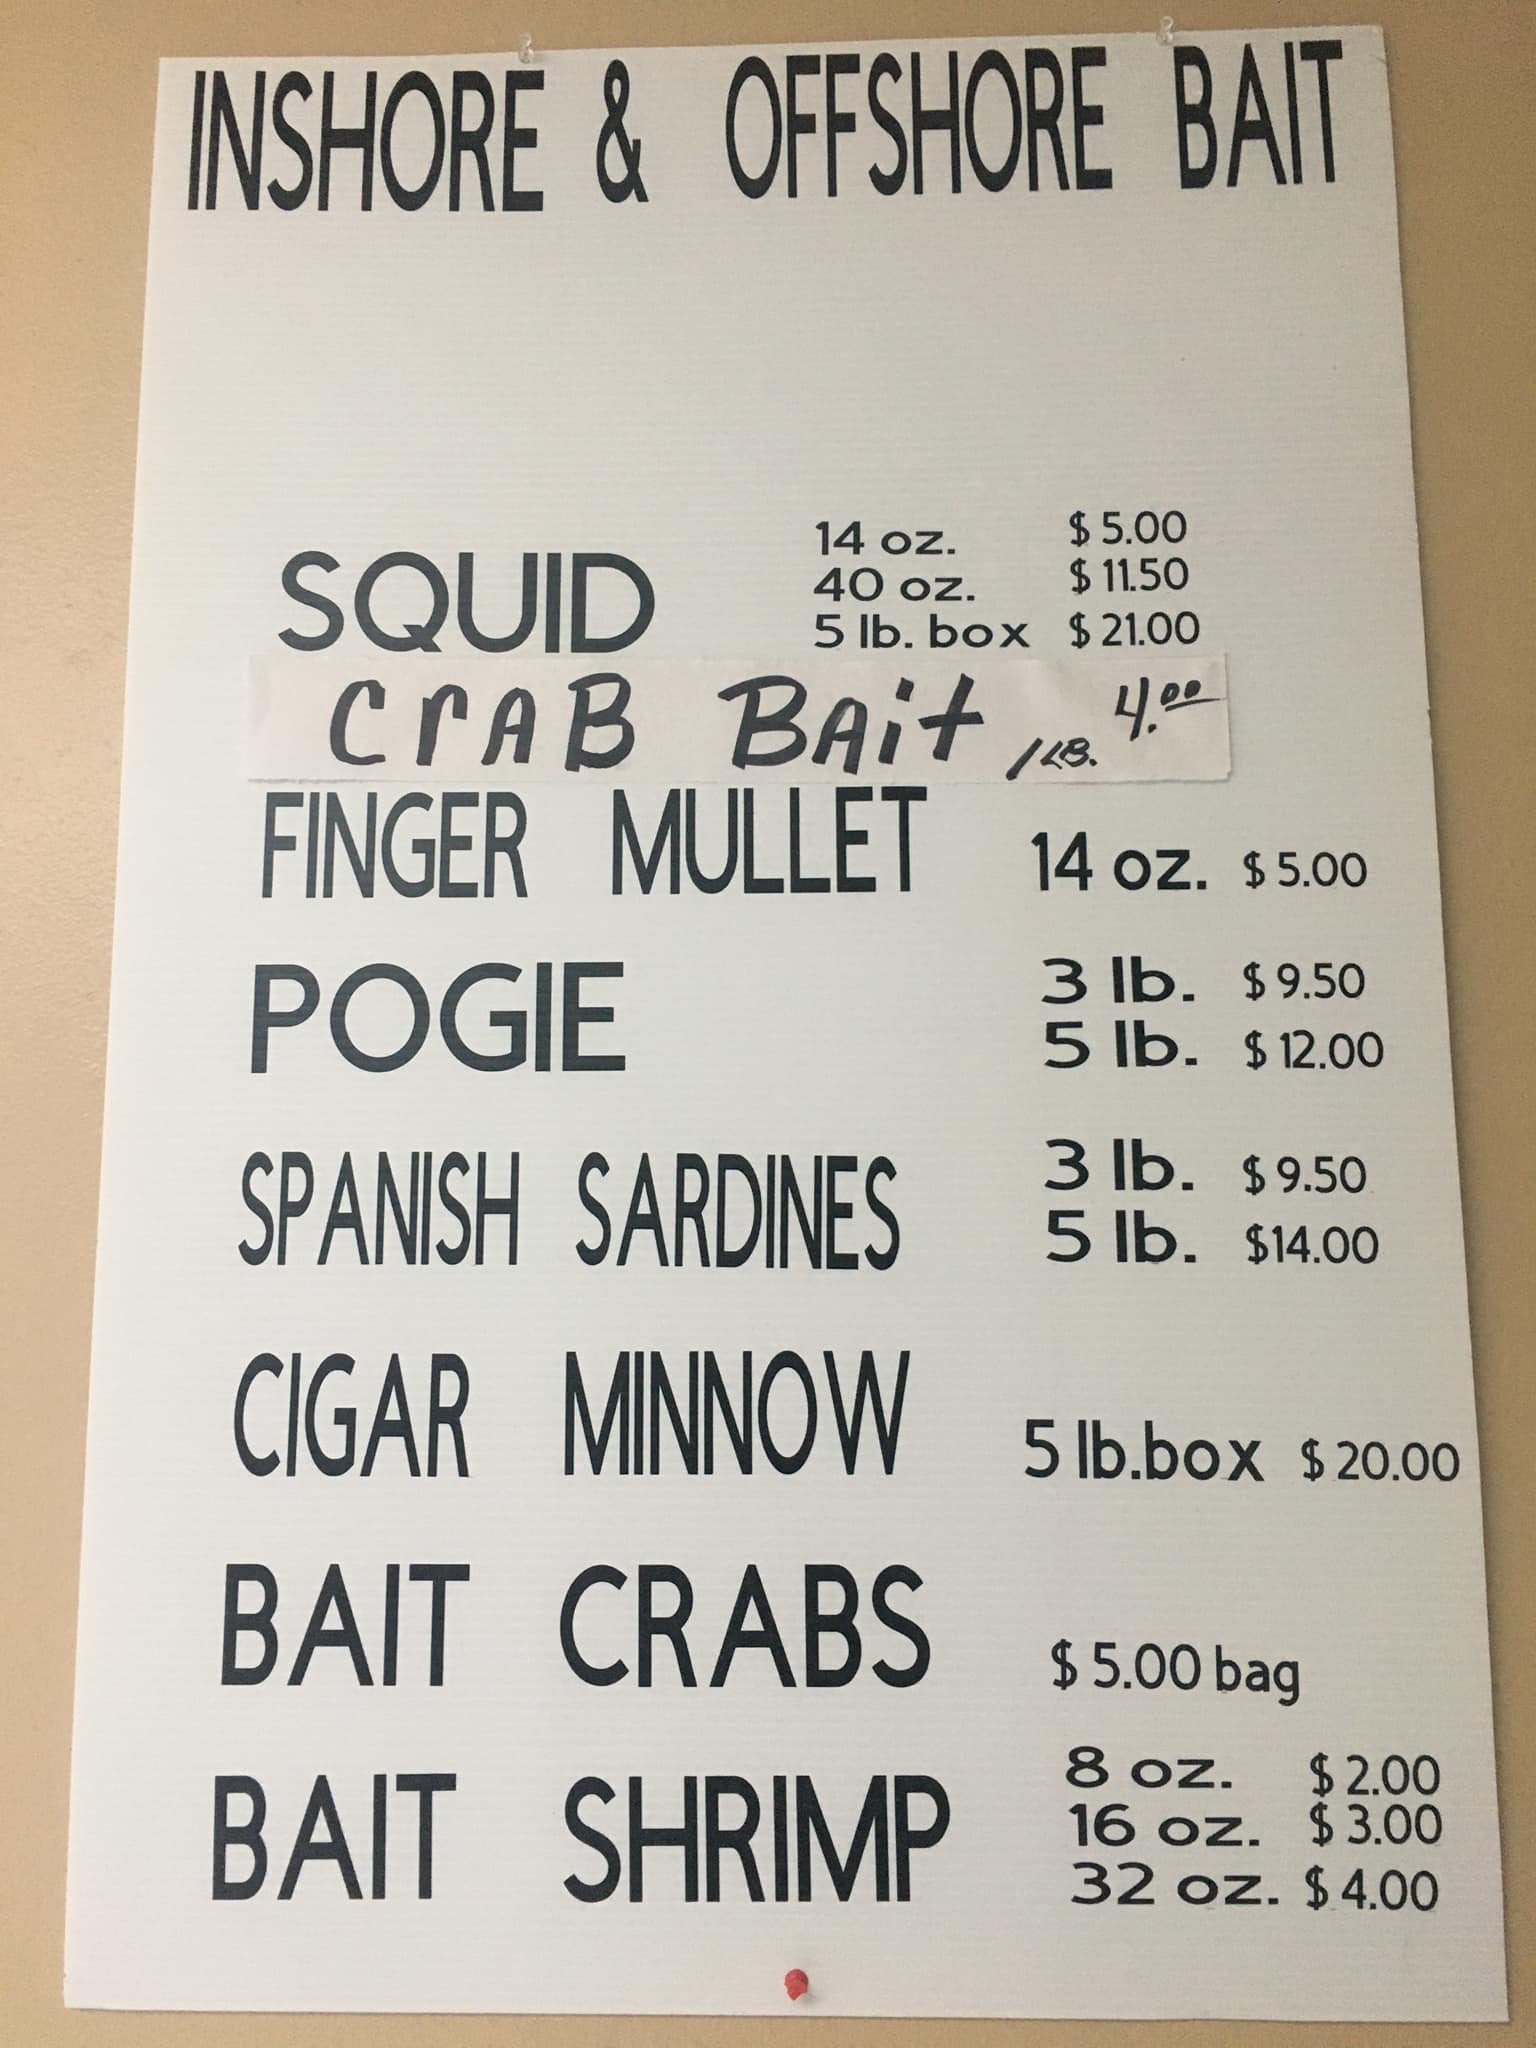 INSHORE & OFFSHORE BAIT
SQUID 14 oz. $ 5.00
40 oz. $ 11.50
5 lb. box $ 21.00
CrAB BAit 1 LB. 4.00
FINGER MULLET 14 oz. $ 5.00
POGIE 3 lb. $ 9.50
5 lb. $ 12.00
SPANISH SARDINES 3 lb. $ 9.50
5 lb. $14.00
CIGAR MINNOW 5 lb.box $ 20.00
BAIT CRABS $ 5.00 bag
BAIT SHRIMP 8 oz. $ 2.00
16 oz. $ 3.00
32 oz. $ 4.00